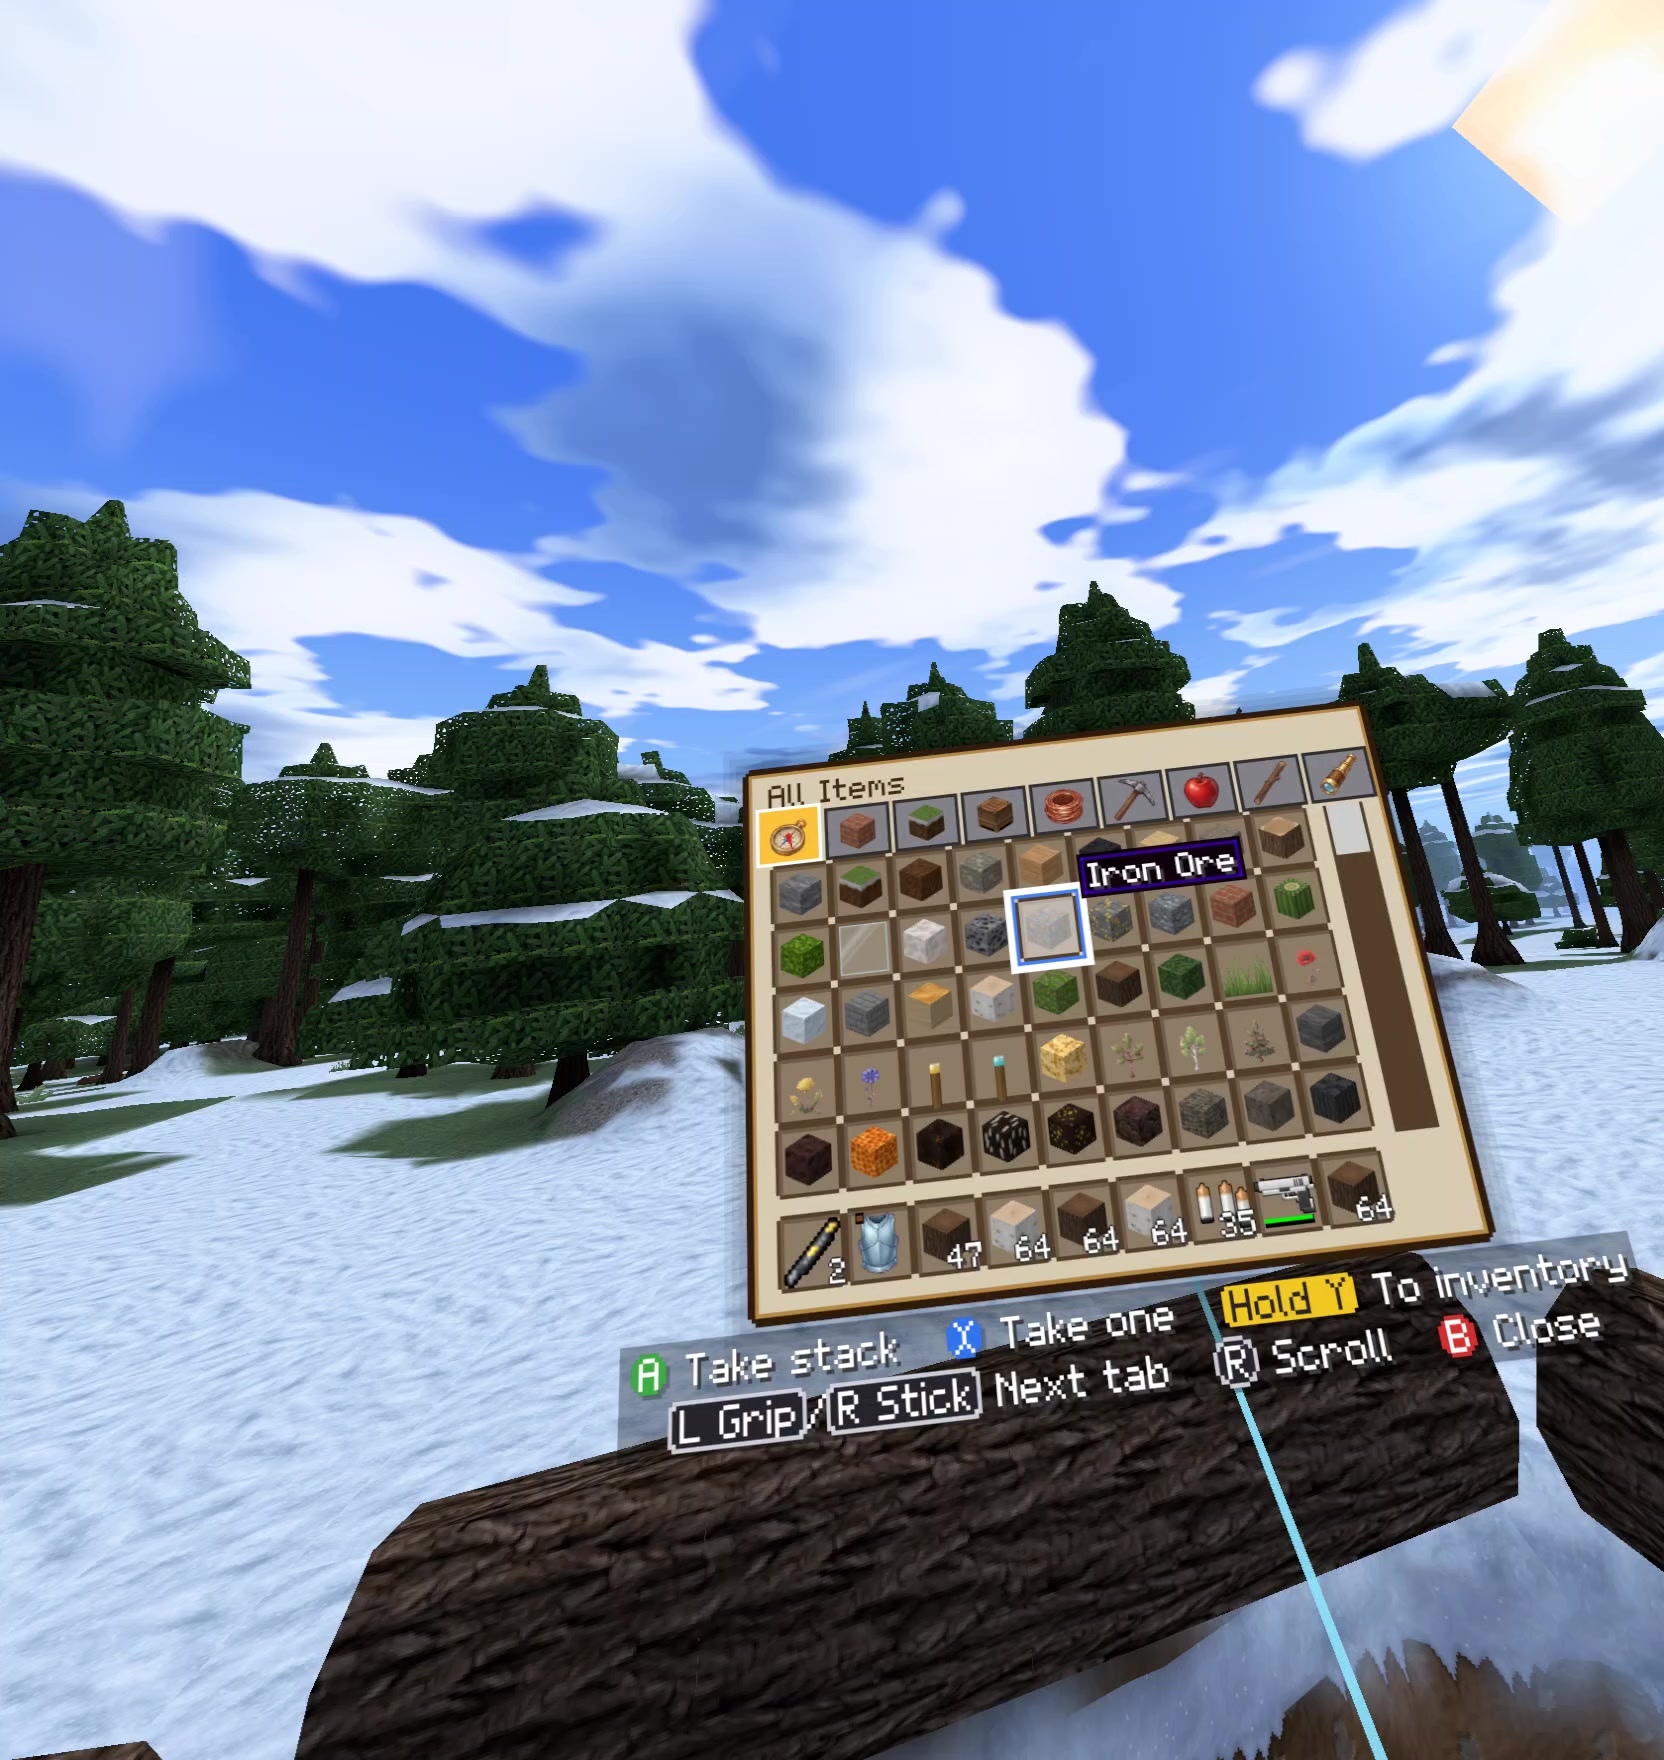 All Items
Iron Ore
2 47 64 64 64 35 64
A Take stack X Take one Hold Y To inventory
L Grip/R Stick Next tab R Scroll B Close